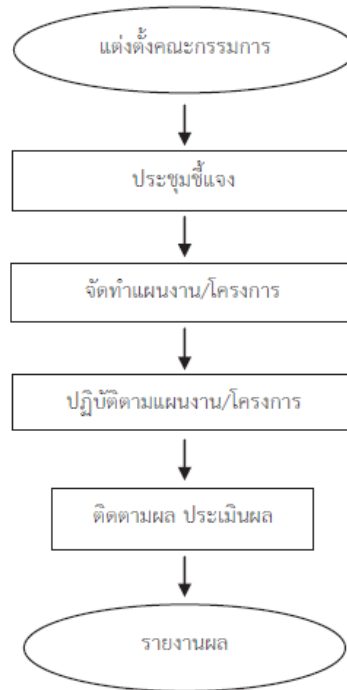 แต่งตั้งคณะกรรมการ
ประชุมชี้แจง
จัดทำแผนงาน/โครงการ
ปฏิบัติตามแผนงาน/โครงการ
ติดตามผล ประเมินผล
รายงานผล